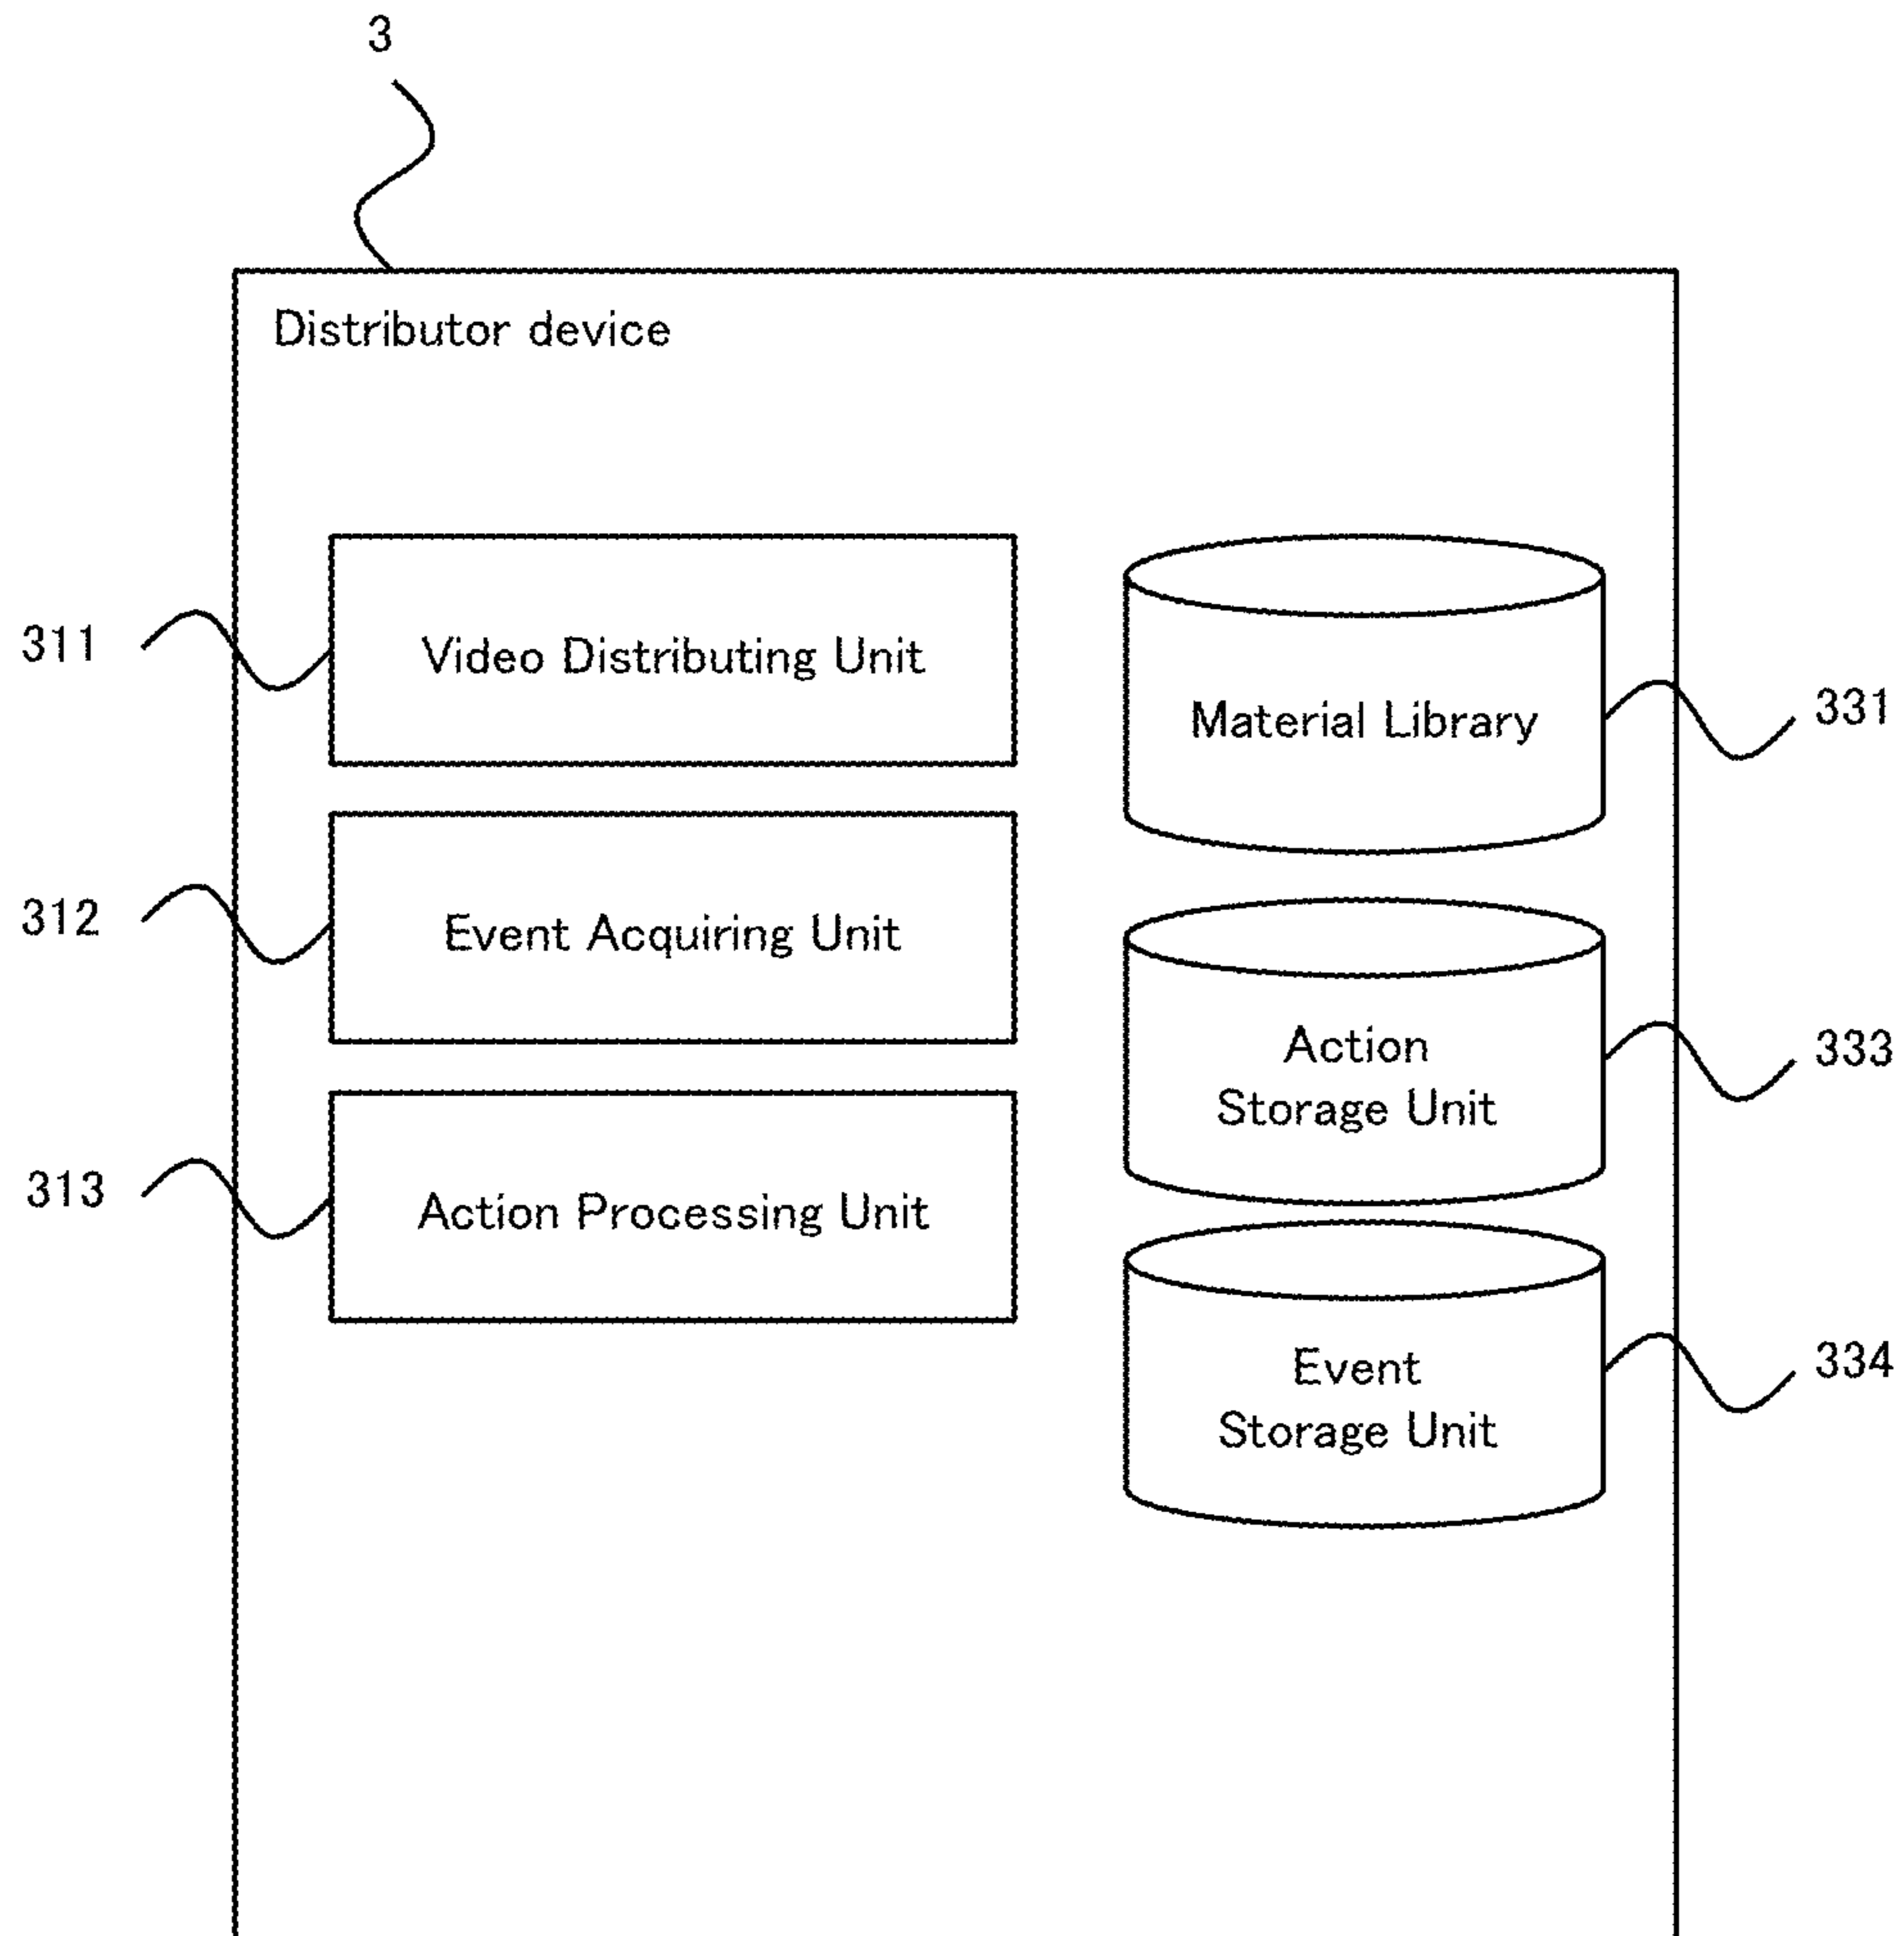 3
Distributor device
311
Video Distributing Unit
Material Library
331
312
Event Acquiring Unit
Action
Storage Unit
333
313
Action Processing Unit
Event
Storage Unit
334